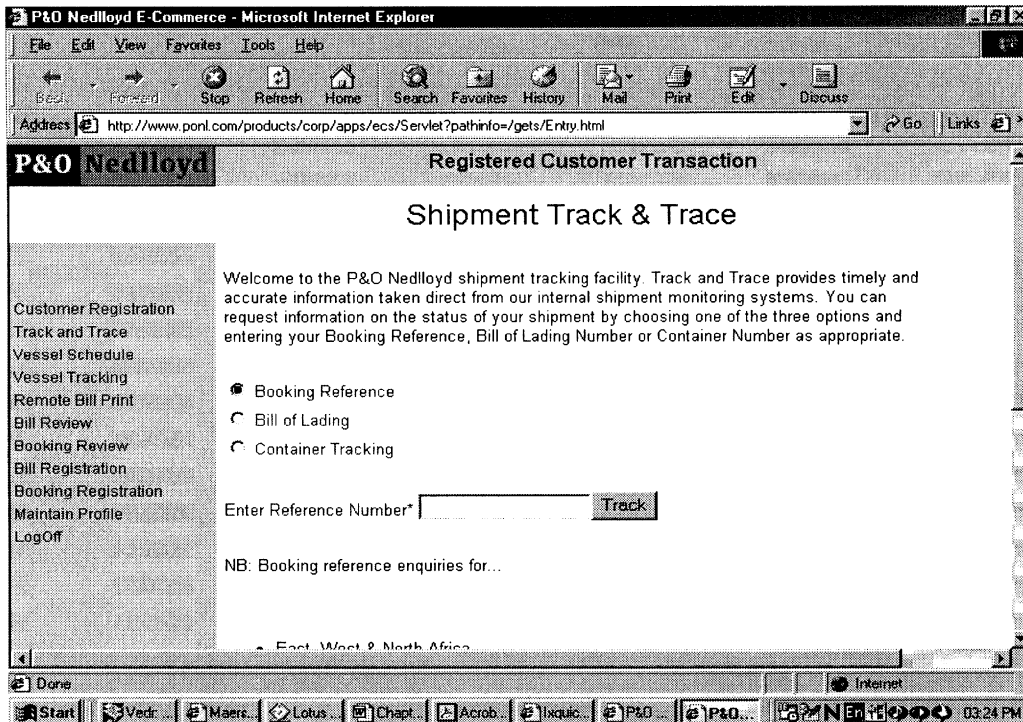 P&O Nedlloyd E-Commerce - Microsoft Internet Explorer
File Edit View Favorites Tools Help
Back Forward Stop Refresh Home Search Favorites History Mail Print Edit Discuss
Address http://www.ponl.com/products/corp/apps/ecs/Servlet?pathinfo=/gets/Entry.html Go Links
P&O Nedlloyd
Registered Customer Transaction
Shipment Track & Trace
Customer Registration
Track and Trace
Vessel Schedule
Vessel Tracking
Remote Bill Print
Bill Review
Booking Review
Bill Registration
Booking Registration
Maintain Profile
LogOff
Welcome to the P&O Nedlloyd shipment tracking facility. Track and Trace provides timely and
accurate information taken direct from our internal shipment monitoring systems. You can
request information on the status of your shipment by choosing one of the three options and
entering your Booking Reference, Bill of Lading Number or Container Number as appropriate.
Booking Reference
Bill of Lading
Container Tracking
Enter Reference Number* Track
NB: Booking reference enquiries for...
East, West & North Africa
Done Internet
Start Vedr... Maers... Lotus... Chapt... Acrob... Ixquic... P&O ... P&O... N En 03:24 PM